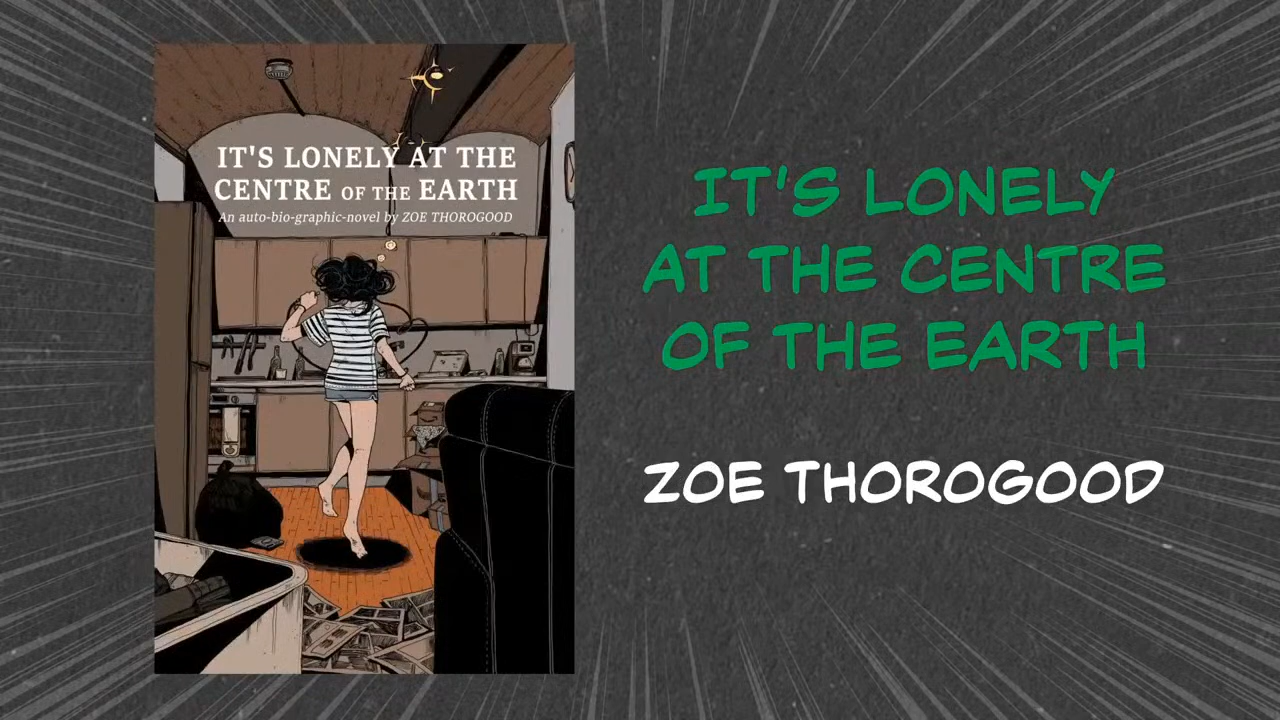 IT'S LONELY AT THE
CENTRE OF THE EARTH
An auto-bio-graphic-novel by ZOE THOROGOOD
IT'S LONELY
AT THE CENTRE
OF THE EARTH
ZOE THOROGOOD